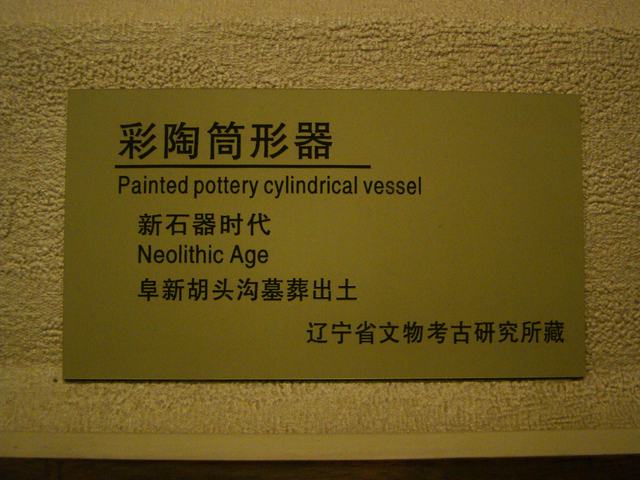 彩陶筒形器
Painted pottery cylindrical vessel
新石器时代
Neolithic Age
阜新胡头沟墓葬出土
辽宁省文物考古研究所藏